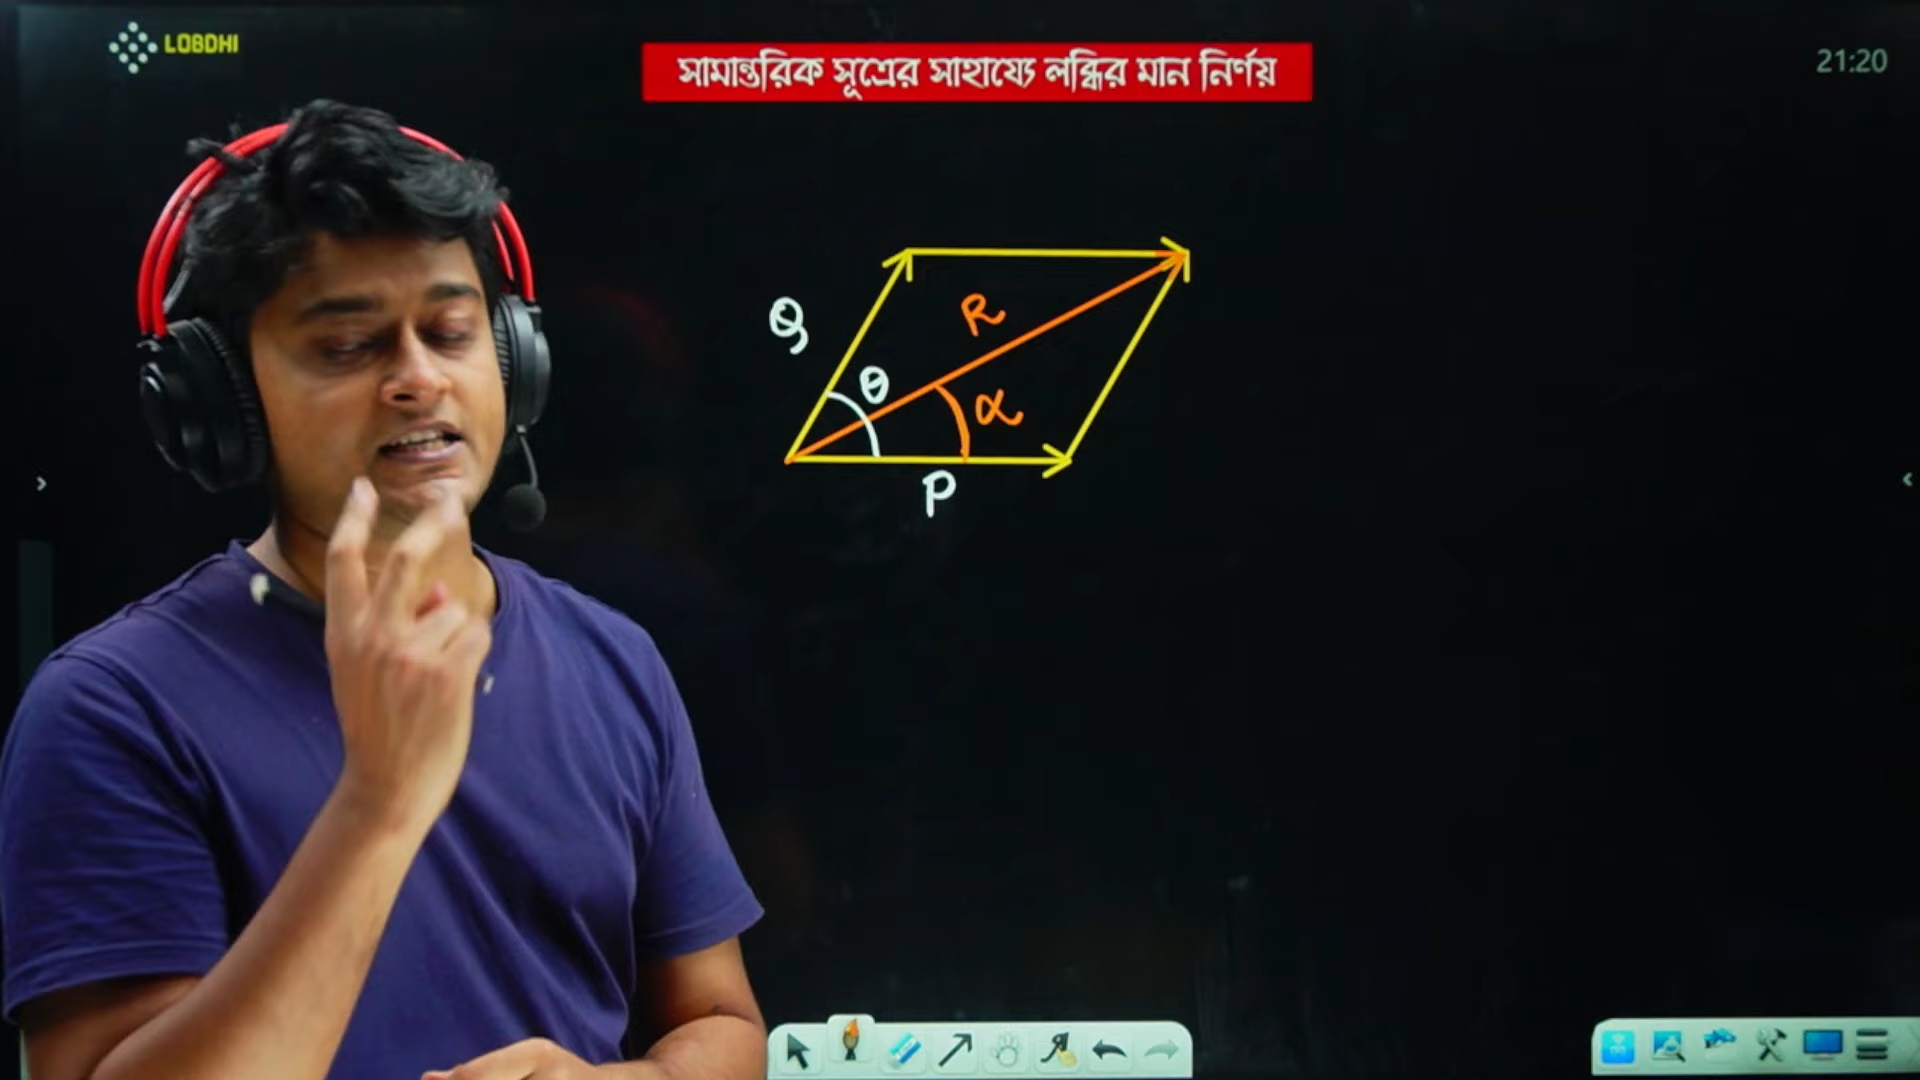 LOBDHI
সামান্তরিক সূত্রের সাহায্যে লব্ধির মান নির্ণয়
21:20
Q
R
θ
α
P